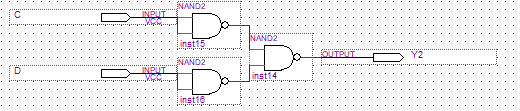 C
INPUT
VCC
NAND2
inst15
NAND2
inst14
OUTPUT
Y2
D
INPUT
VCC
NAND2
inst16